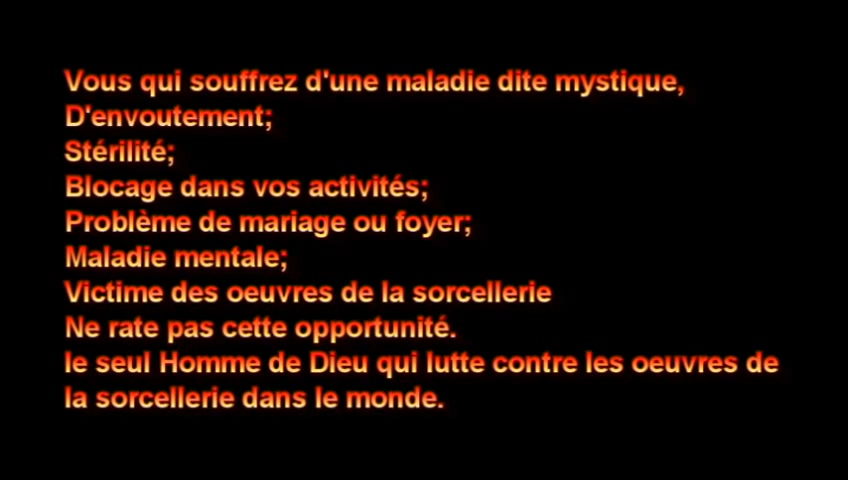 Vous qui souffrez d'une maladie dite mystique,
D'envoutement;
Stérilité;
Blocage dans vos activités;
Problème de mariage ou foyer;
Maladie mentale;
Victime des oeuvres de la sorcellerie
Ne rate pas cette opportunité.
le seul Homme de Dieu qui lutte contre les oeuvres de
la sorcellerie dans le monde.